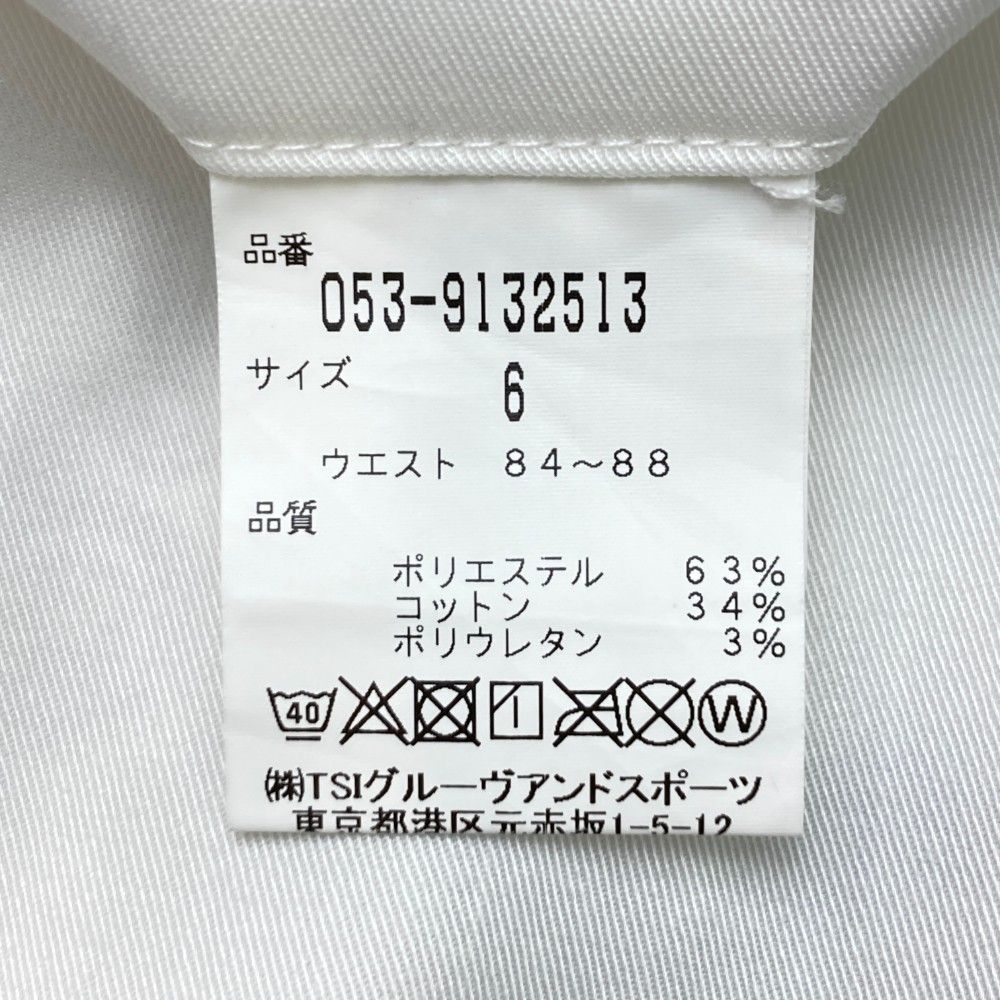 品番
053-9132513
サイズ 6
ウエスト 84～88
品質
ポリエステル 63%
コットン 34%
ポリウレタン 3%
40 W
㈱TSIグルーヴアンドスポーツ
東京都港区元赤坂1-5-12